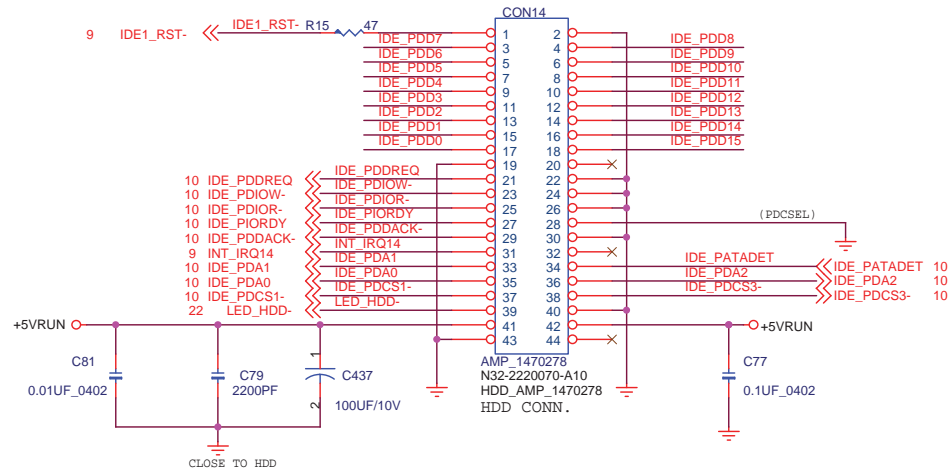 CON14
9 IDE1_RST- IDE1_RST- R15 47 1 2
IDE_PDD7 3 4 IDE_PDD8
IDE_PDD6 5 6 IDE_PDD9
IDE_PDD5 7 8 IDE_PDD10
IDE_PDD4 9 10 IDE_PDD11
IDE_PDD3 11 12 IDE_PDD12
IDE_PDD2 13 14 IDE_PDD13
IDE_PDD1 15 16 IDE_PDD14
IDE_PDD0 17 18 IDE_PDD15
19 20
10 IDE_PDDREQ IDE_PDDREQ 21 22
10 IDE_PDIOW- IDE_PDIOW- 23 24
10 IDE_PDIOR- IDE_PDIOR- 25 26
10 IDE_PIORDY IDE_PIORDY 27 28 (PDCSEL)
10 IDE_PDDACK- IDE_PDDACK- 29 30
9 INT_IRQ14 INT_IRQ14 31 32
10 IDE_PDA1 IDE_PDA1 33 34 IDE_PATADET IDE_PATADET 10
10 IDE_PDA0 IDE_PDA0 35 36 IDE_PDA2 IDE_PDA2 10
10 IDE_PDCS1- IDE_PDCS1- 37 38 IDE_PDCS3- IDE_PDCS3- 10
22 LED_HDD- LED_HDD- 39 40
+5VRUN 41 42 +5VRUN
43 44
AMP_1470278
N32-2220070-A10
HDD_AMP_1470278
HDD CONN.
C81
0.01UF_0402
C79
2200PF
1
C437
2
100UF/10V
C77
0.1UF_0402
CLOSE TO HDD